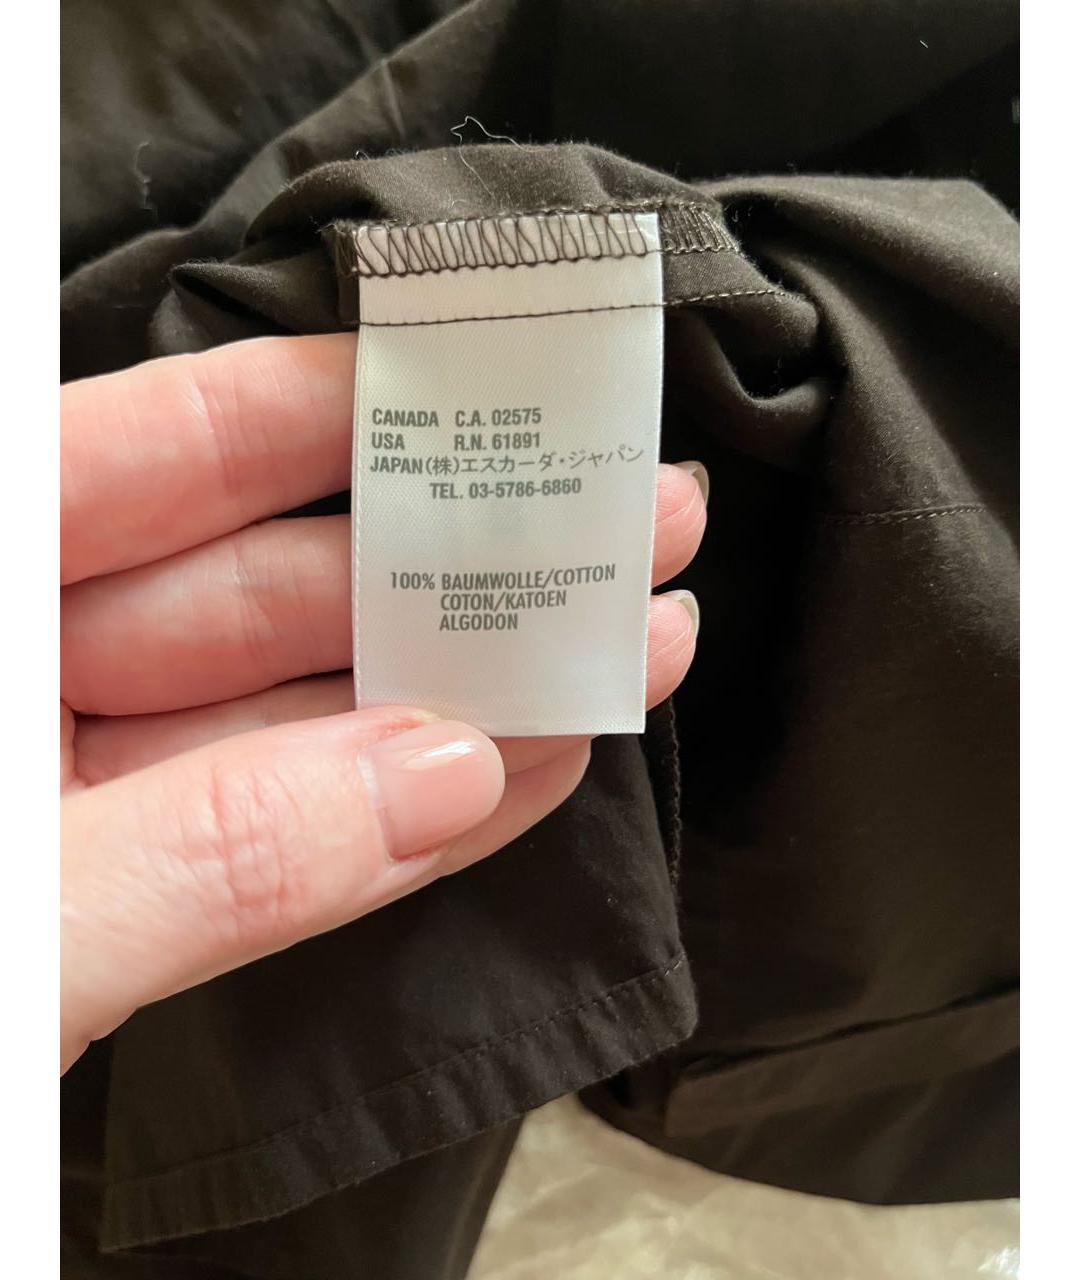 CANADA C.A. 02575
USA R.N. 61891
JAPAN(株)エスカーダ・ジャパン
TEL. 03-5786-6860
100% BAUMWOLLE/COTTON
COTON/KATOEN
ALGODON